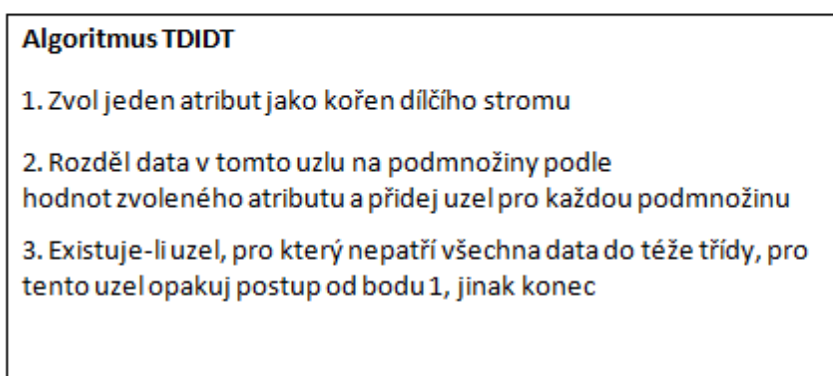 Algoritmus TDIDT
1. Zvol jeden atribut jako kořen dílčího stromu
2. Rozděl data v tomto uzlu na podmnožiny podle
hodnot zvoleného atributu a přidej uzel pro každou podmnožinu
3. Existuje-li uzel, pro který nepatří všechna data do téže třídy, pro
tento uzel opakuj postup od bodu 1, jinak konec